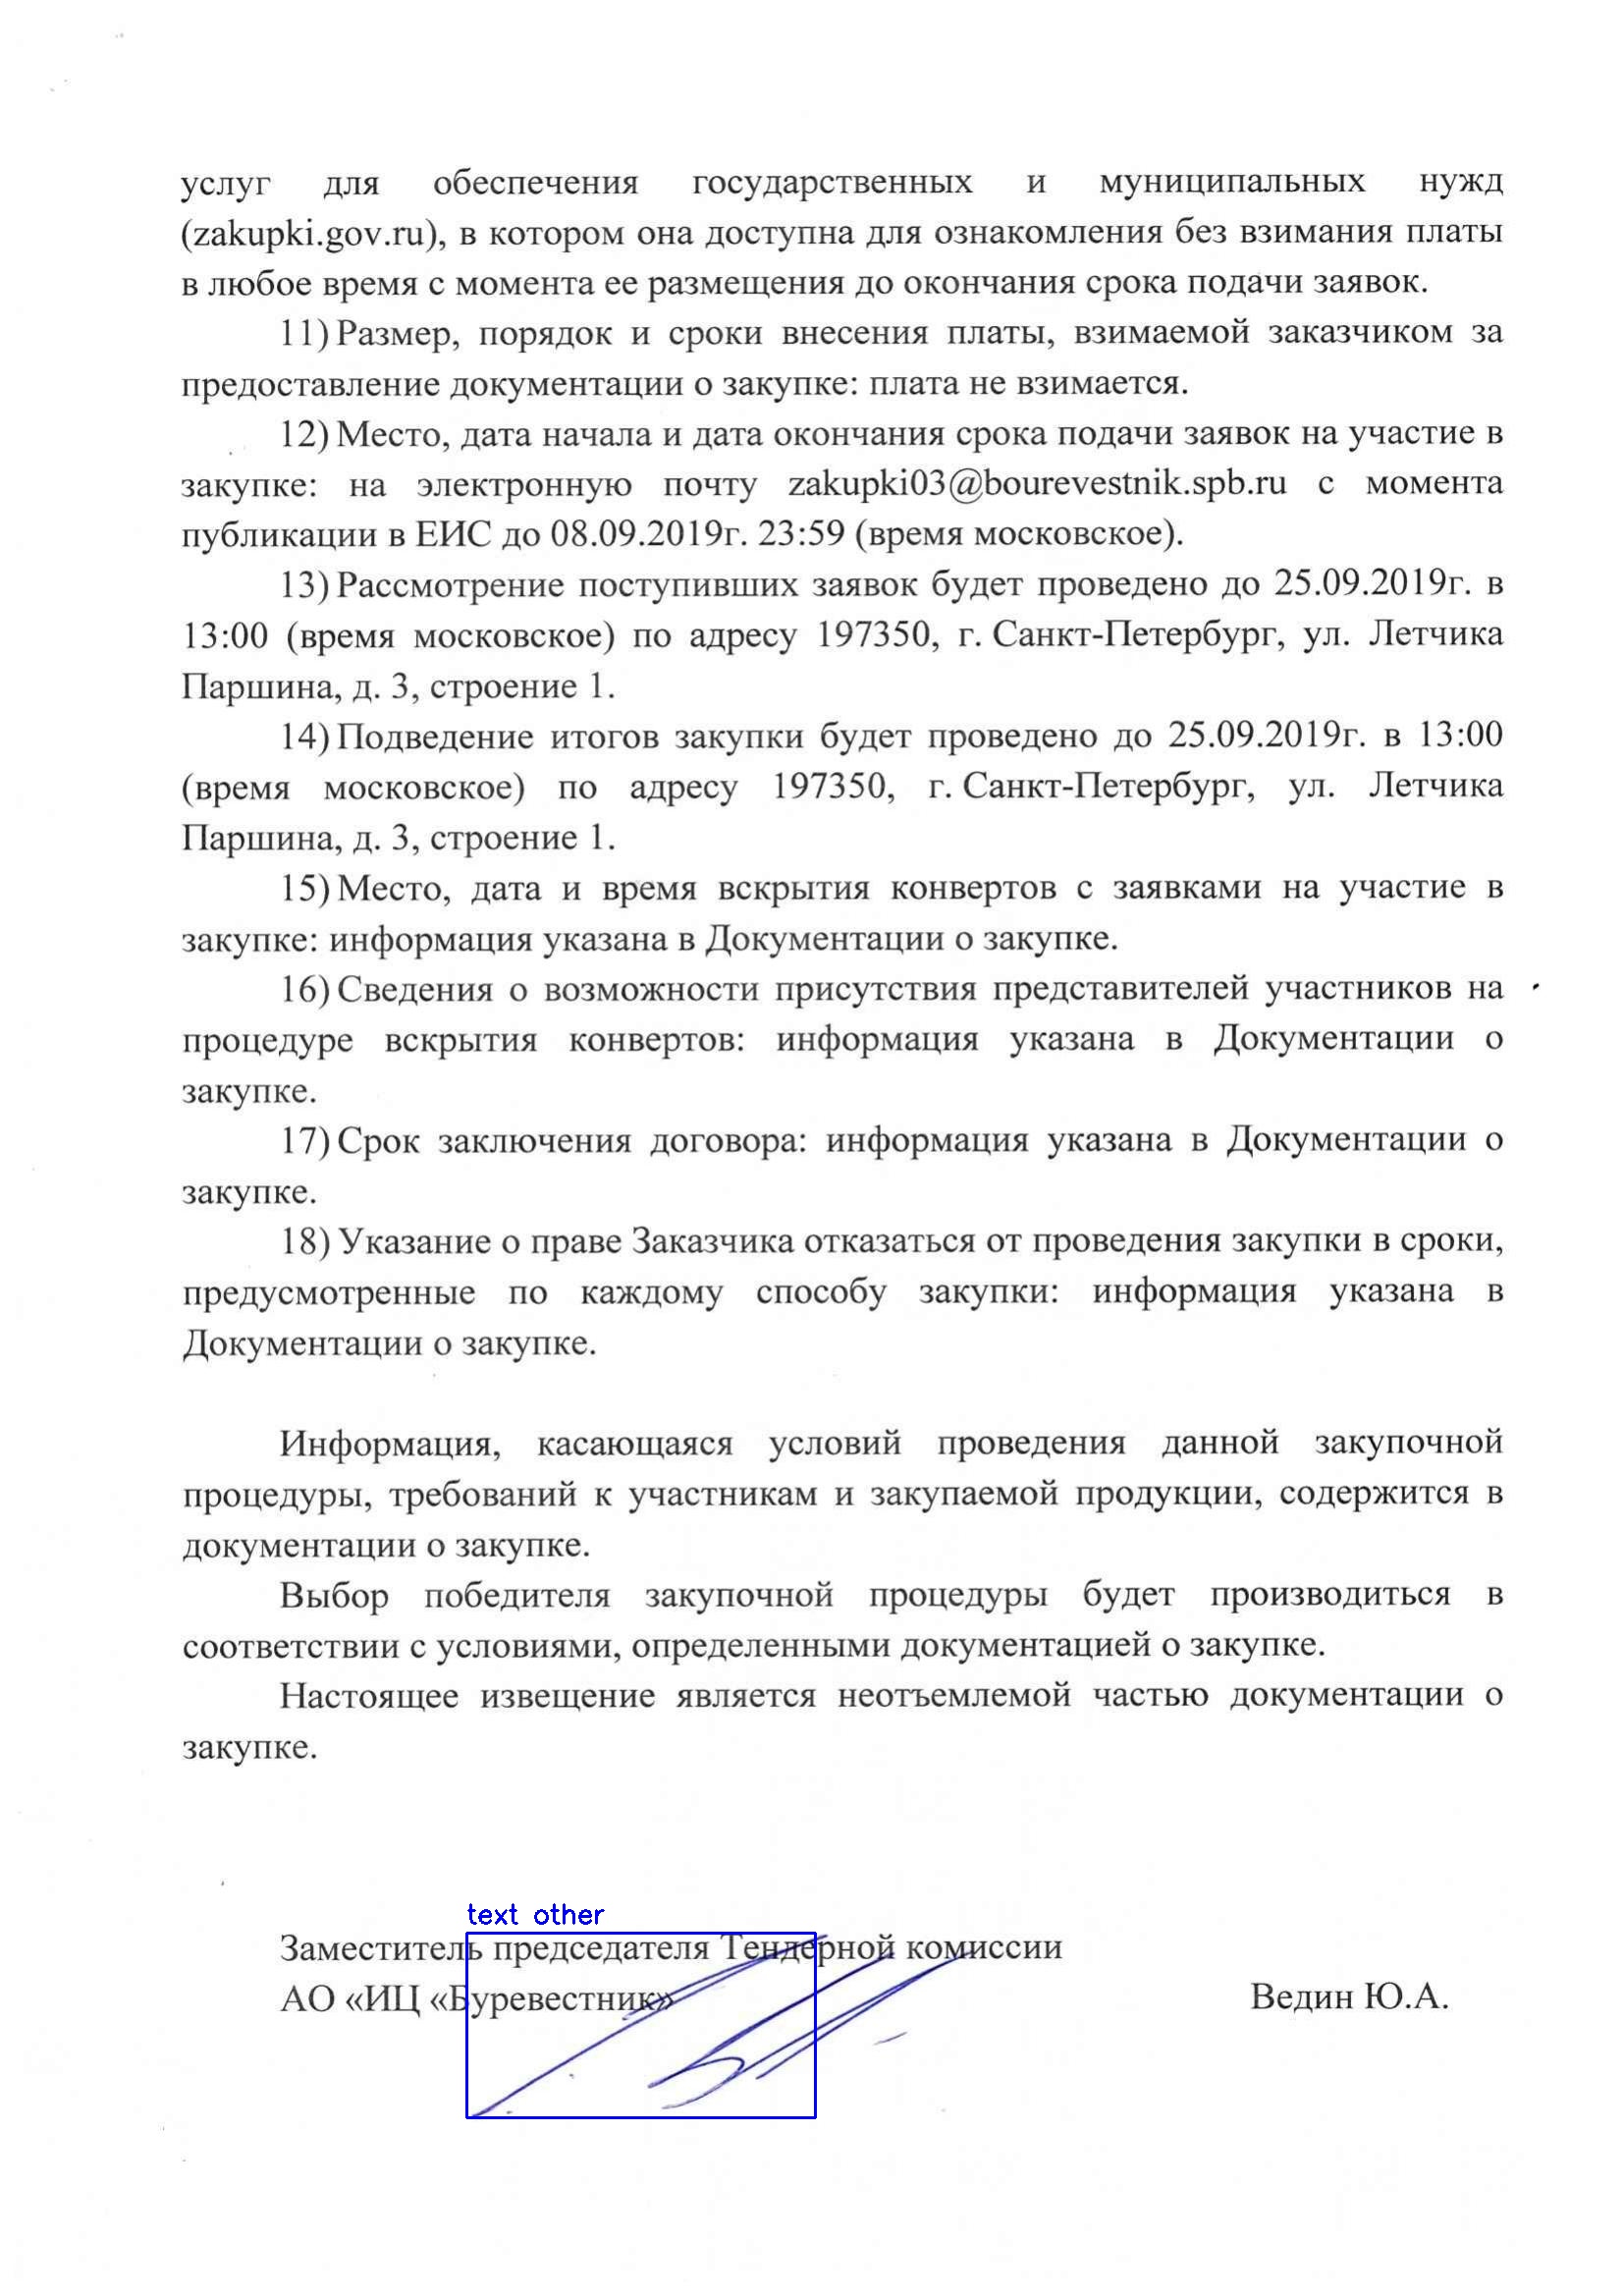 услуг для обеспечения государственных и муниципальных нужд
(zakupki.gov.ru), в котором она доступна для ознакомления без взимания платы
в любое время с момента ее размещения до окончания срока подачи заявок.
11) Размер, порядок и сроки внесения платы, взимаемой заказчиком за
предоставление документации о закупке: плата не взимается.
12) Место, дата начала и дата окончания срока подачи заявок на участие в
закупке: на электронную почту zakupki03@bourevestnik.spb.ru с момента
публикации в ЕИС до 08.09.2019г. 23:59 (время московское).
13) Рассмотрение поступивших заявок будет проведено до 25.09.2019г. в
13:00 (время московское) по адресу 197350, г. Санкт-Петербург, ул. Летчика
Паршина, д. 3, строение 1.
14) Подведение итогов закупки будет проведено до 25.09.2019г. в 13:00
(время московское) по адресу 197350, г. Санкт-Петербург, ул. Летчика
Паршина, д. 3, строение 1.
15) Место, дата и время вскрытия конвертов с заявками на участие в
закупке: информация указана в Документации о закупке.
16) Сведения о возможности присутствия представителей участников на
процедуре вскрытия конвертов: информация указана в Документации о
закупке.
17) Срок заключения договора: информация указана в Документации о
закупке.
18) Указание о праве Заказчика отказаться от проведения закупки в сроки,
предусмотренные по каждому способу закупки: информация указана в
Документации о закупке.
Информация, касающаяся условий проведения данной закупочной
процедуры, требований к участникам и закупаемой продукции, содержится в
документации о закупке.
Выбор победителя закупочной процедуры будет производиться в
соответствии с условиями, определенными документацией о закупке.
Настоящее извещение является неотъемлемой частью документации о
закупке.
text other
Заместитель председателя Тендерной комиссии
АО «ИЦ «Буревестник» Ведин Ю.А.